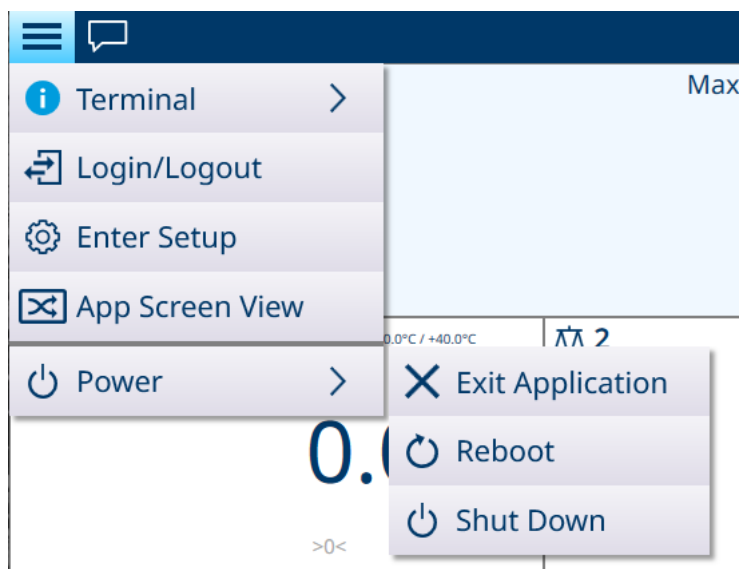 Max
Terminal
Login/Logout
Enter Setup
App Screen View
0.0°C / +40.0°C
2
Power
Exit Application
0.
Reboot
Shut Down
>0<